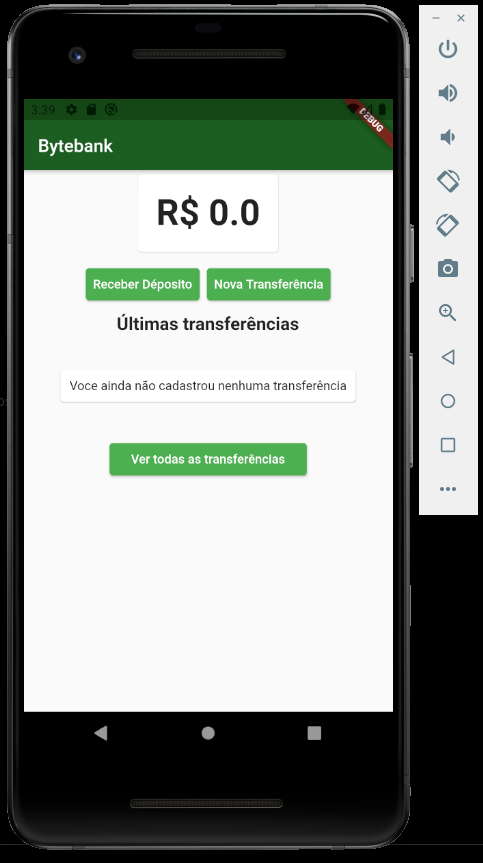 3:39
DEBUG
Bytebank
R$ 0.0
Receber Déposito
Nova Transferência
Últimas transferências
Voce ainda não cadastrou nenhuma transferência
Ver todas as transferências